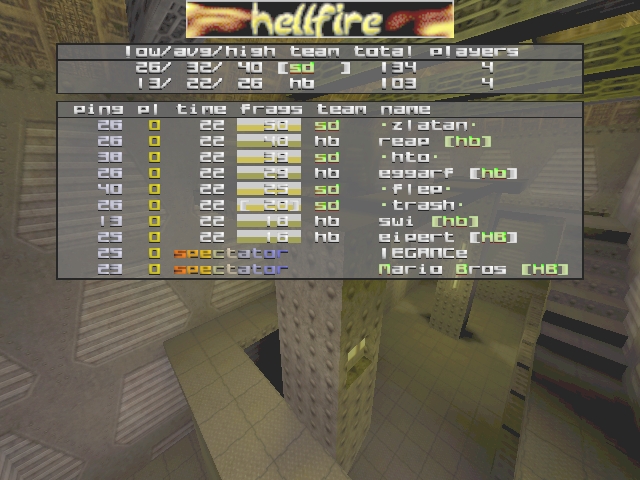 hellfire
low/avg/high team total players
26/ 32/ 40 [sd ] 134 4
13/ 22/ 26 hb 103 4
ping pl time frags team name
26 0 22 50 sd ·zlatan·
26 0 22 40 hb reap [hb]
38 0 22 39 sd ·hto·
26 0 22 29 hb eggarf [hb]
40 0 22 25 sd ·flep·
26 0 22 [ 20] sd ·trash·
13 0 22 18 hb swi [hb]
25 0 22 16 hb eipert [HB]
25 0 spectator lEGANCe
23 0 spectator Mario Bros [HB]